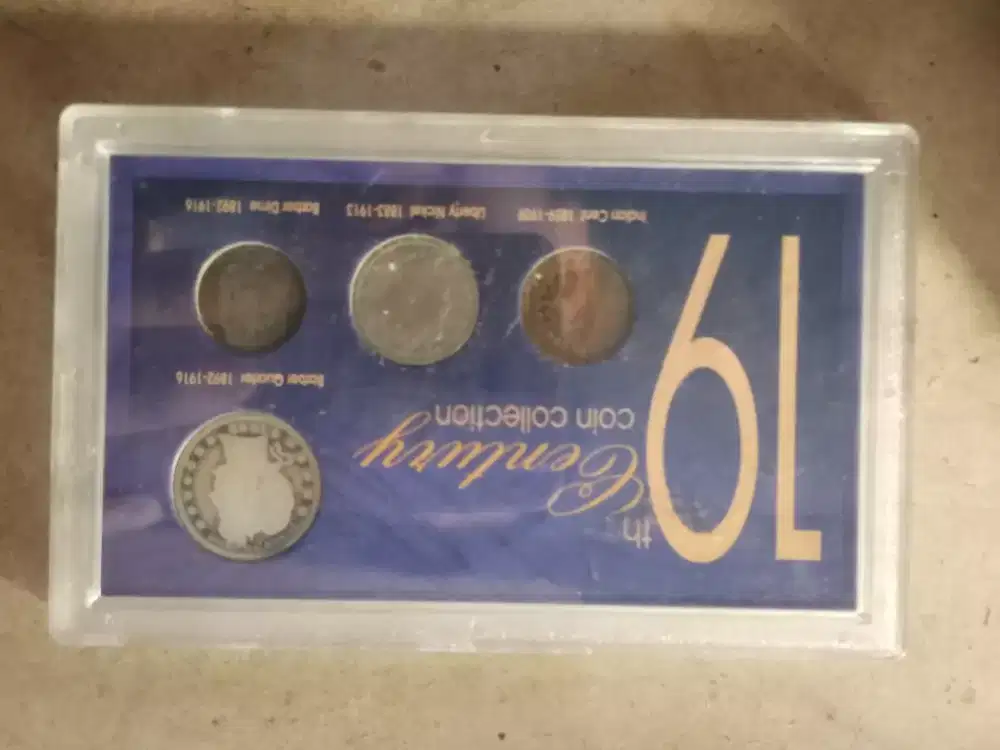 19th
Century
coin collection
Barber Quarter 1892-1916
Indian Cent 1859-1909
Liberty Nickel 1883-1913
Barber Dime 1892-1916